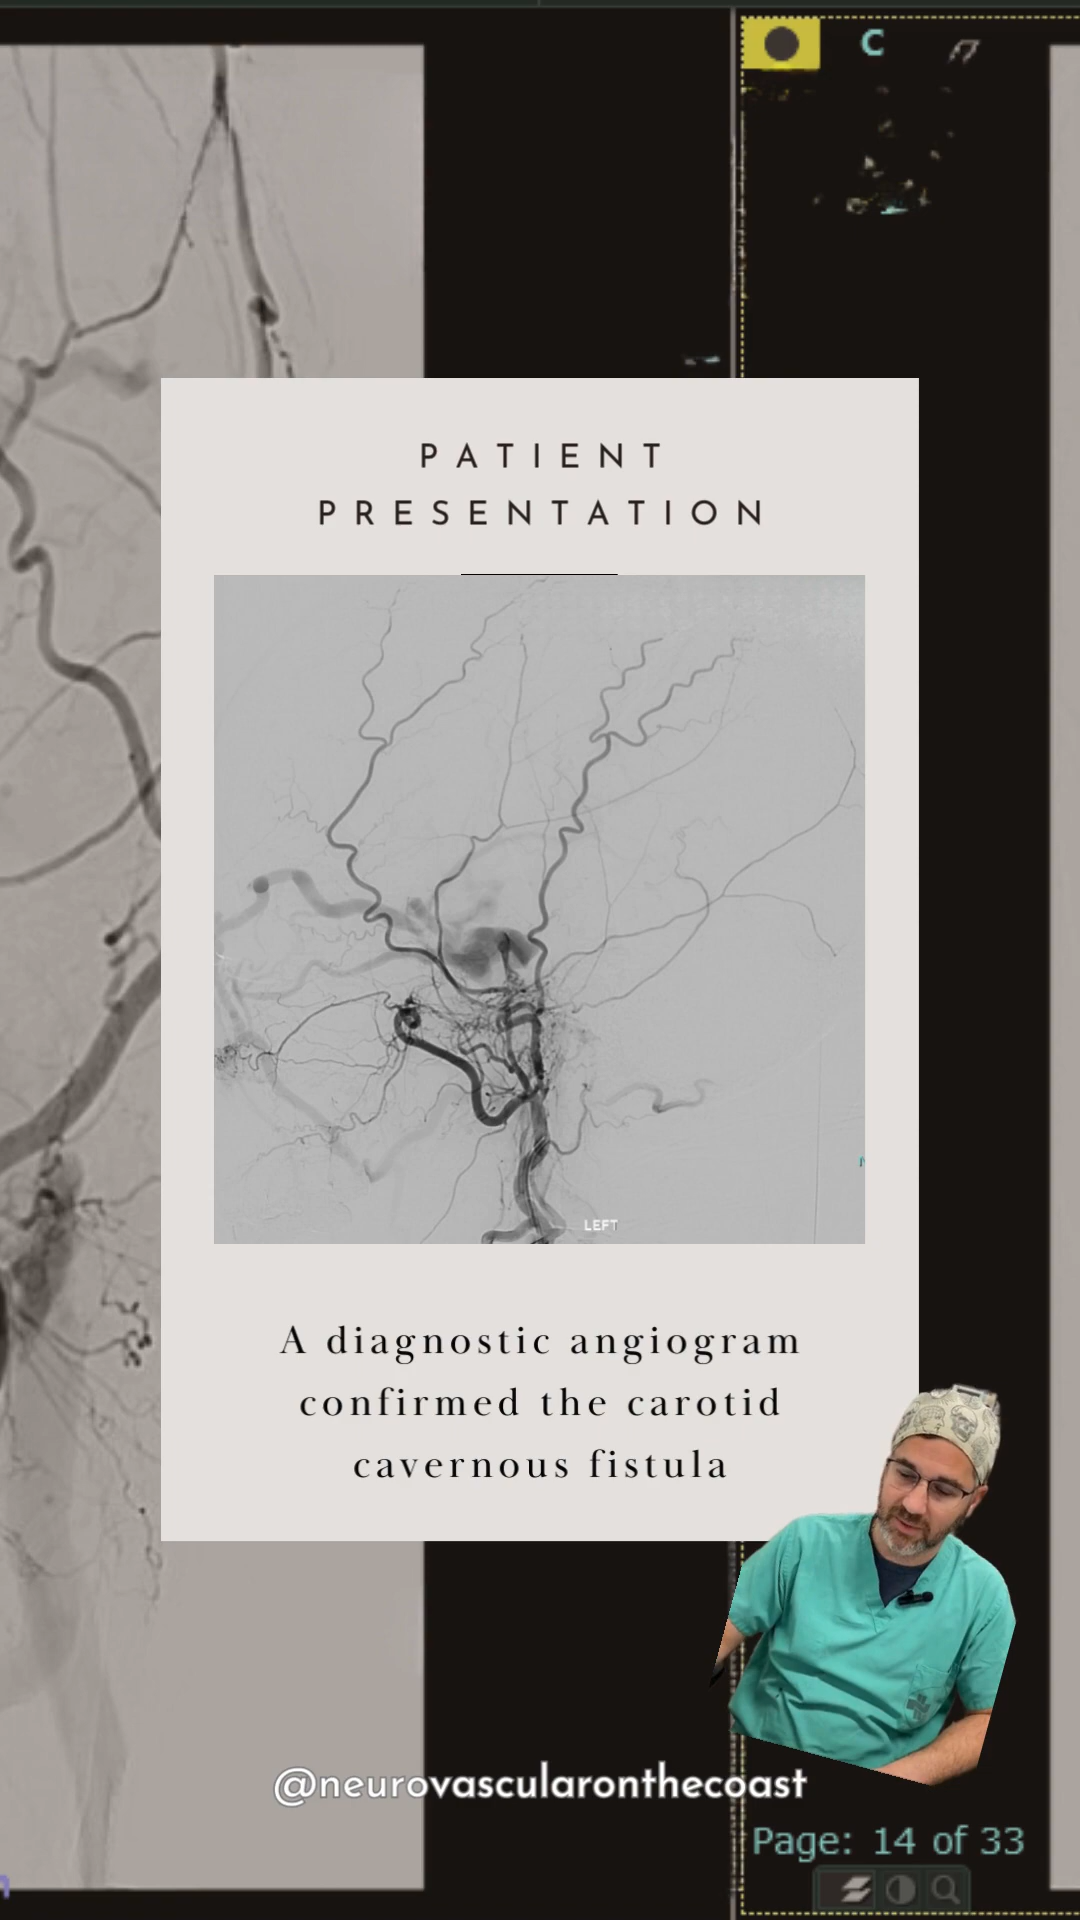 C
PATIENT
PRESENTATION
LEFT
A diagnostic angiogram
confirmed the carotid
cavernous fistula
@neurovascularonthecoast
Page: 14 of 33